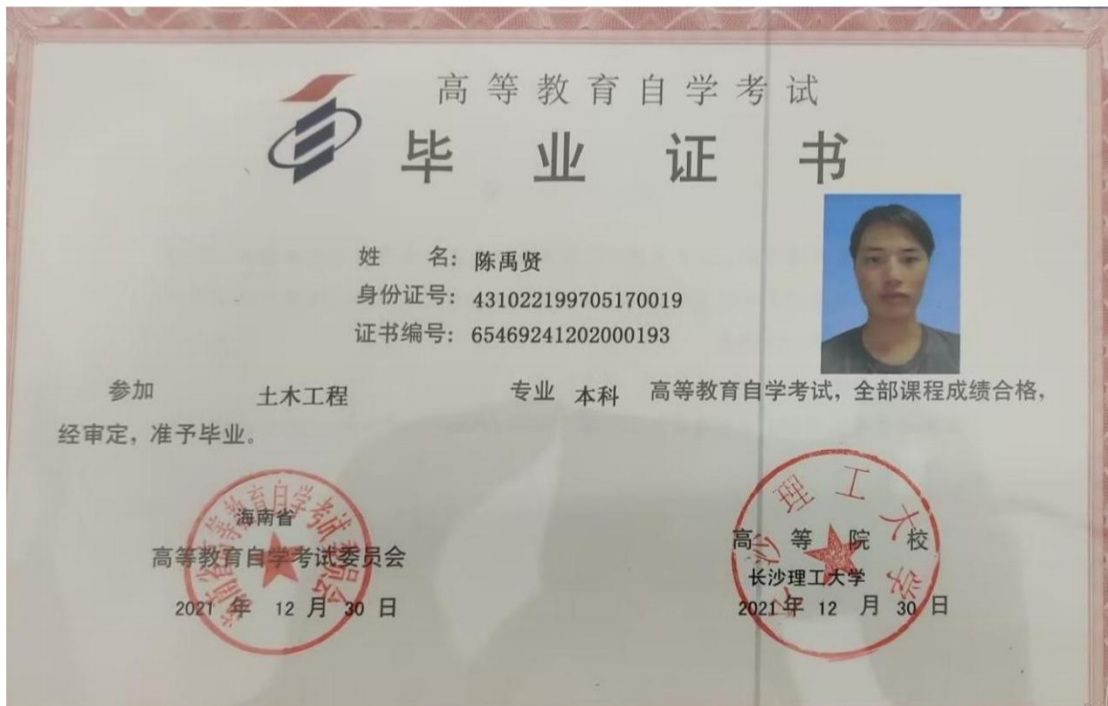 高等教育自学考试
毕业证书
姓名：陈禹贤
身份证号：431022199705170019
证书编号：65469241202000193
参加 土木工程 专业 本科 高等教育自学考试，全部课程成绩合格，
经审定，准予毕业。
海南省
高等教育自学考试委员会
2021 年 12 月 30 日
高等院校
长沙理工大学
2021 年 12 月 30 日